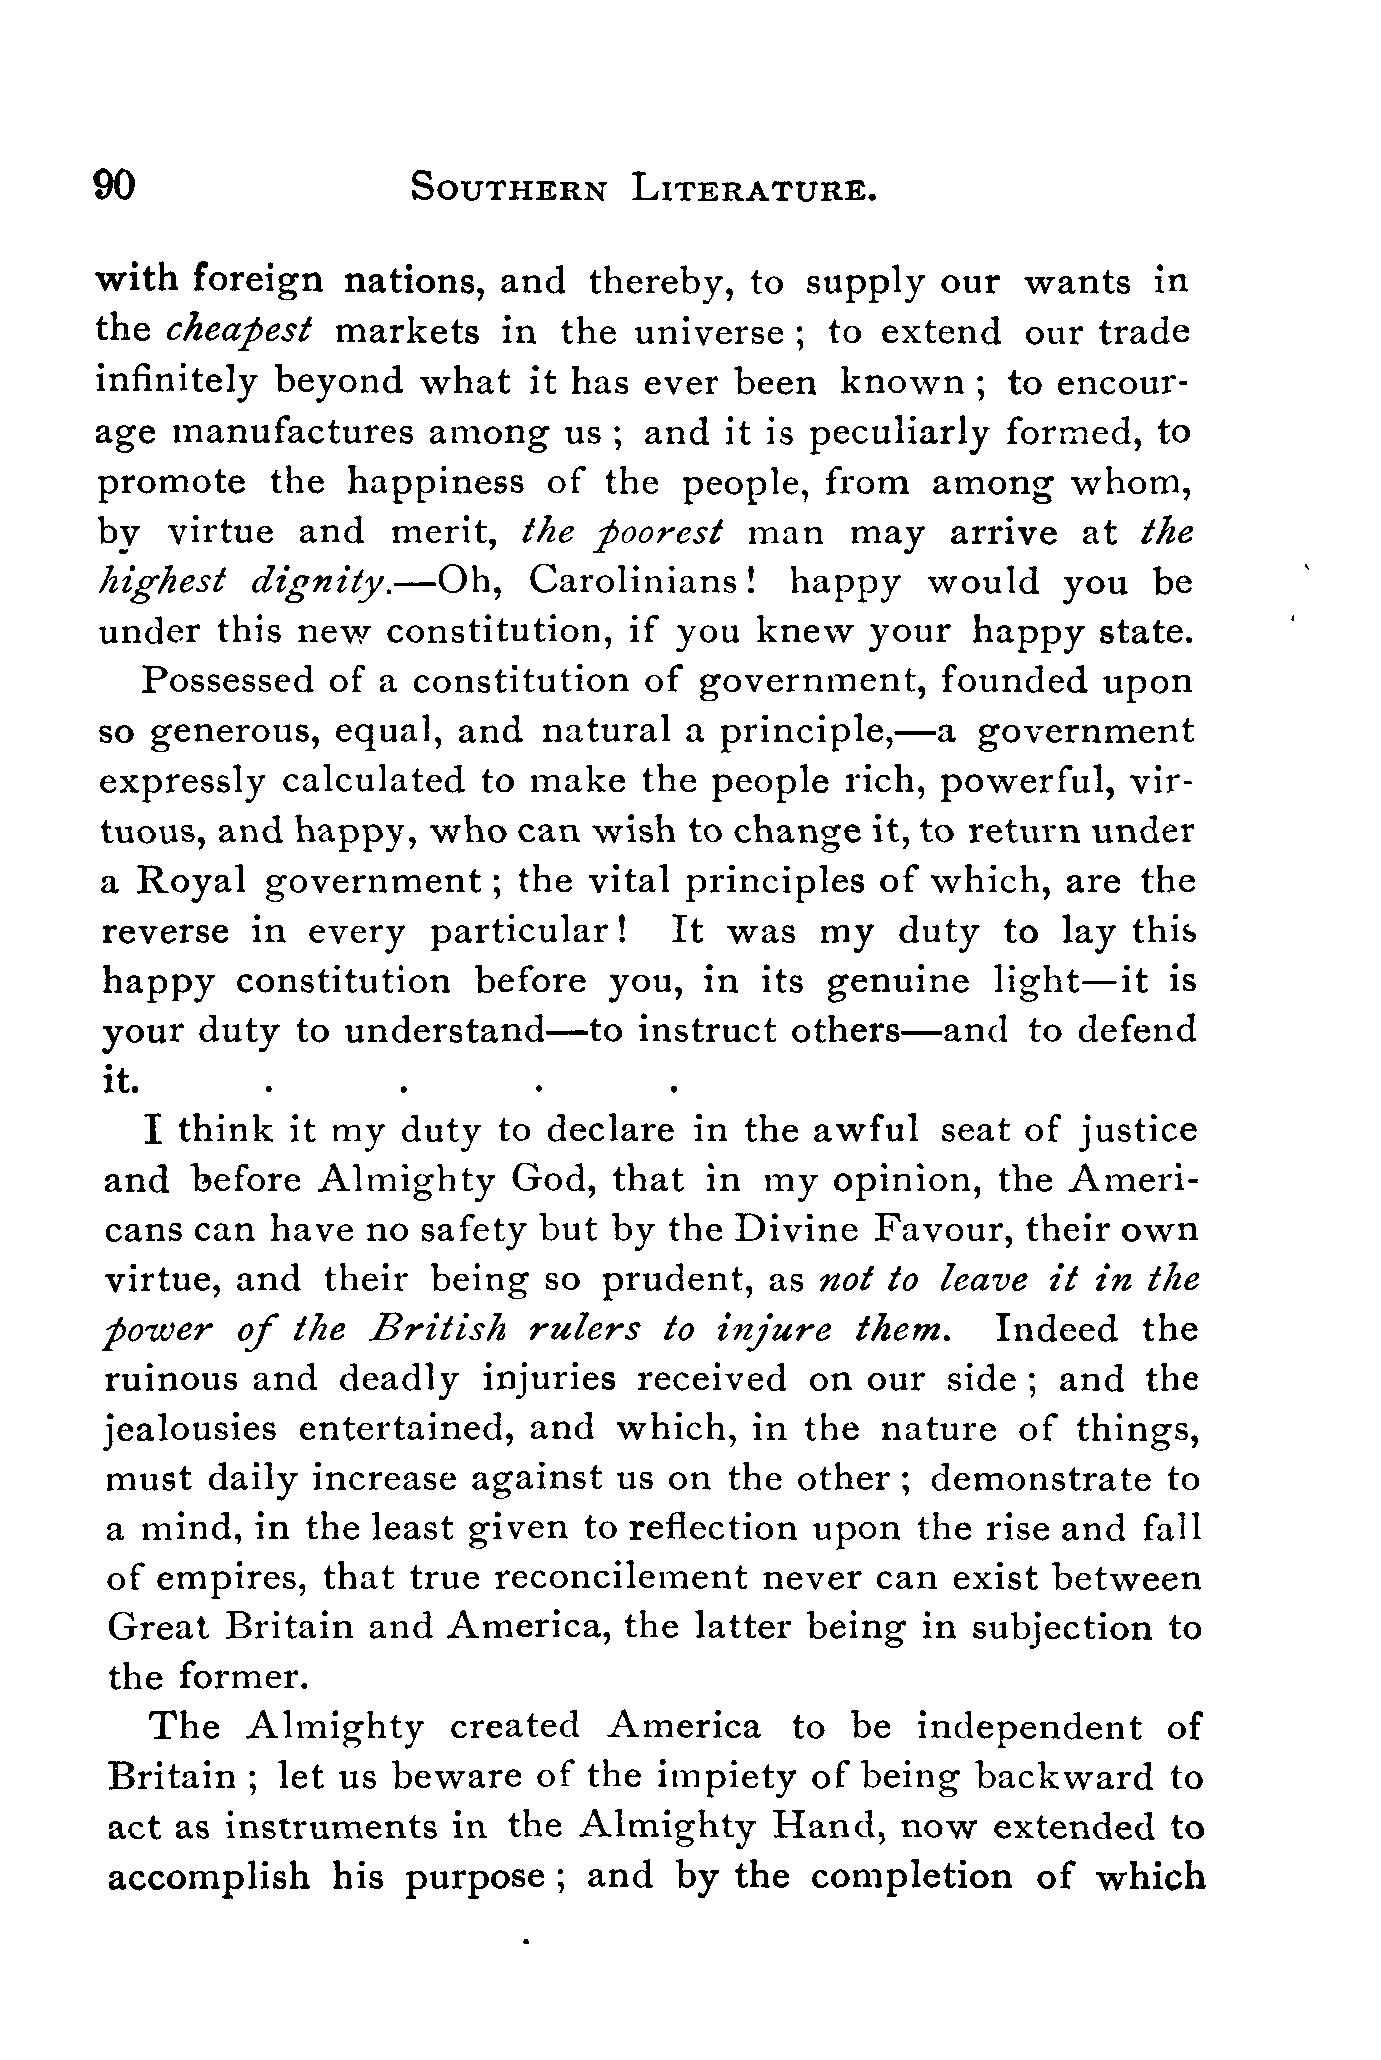 90 SOUTHERN LITERATURE.
with foreign nations, and thereby, to supply our wants in
the cheapest markets in the universe ; to extend our trade
infinitely beyond what it has ever been known ; to encour-
age manufactures among us ; and it is peculiarly formed, to
promote the happiness of the people, from among whom,
by virtue and merit, the poorest man may arrive at the
highest dignity.—Oh, Carolinians! happy would you be
under this new constitution, if you knew your happy state.
Possessed of a constitution of government, founded upon
so generous, equal, and natural a principle,—a government
expressly calculated to make the people rich, powerful, vir-
tuous, and happy, who can wish to change it, to return under
a Royal government ; the vital principles of which, are the
reverse in every particular! It was my duty to lay this
happy constitution before you, in its genuine light—it is
your duty to understand—to instruct others—and to defend
it. . . . .
I think it my duty to declare in the awful seat of justice
and before Almighty God, that in my opinion, the Ameri-
cans can have no safety but by the Divine Favour, their own
virtue, and their being so prudent, as not to leave it in the
power of the British rulers to injure them. Indeed the
ruinous and deadly injuries received on our side ; and the
jealousies entertained, and which, in the nature of things,
must daily increase against us on the other ; demonstrate to
a mind, in the least given to reflection upon the rise and fall
of empires, that true reconcilement never can exist between
Great Britain and America, the latter being in subjection to
the former.
The Almighty created America to be independent of
Britain ; let us beware of the impiety of being backward to
act as instruments in the Almighty Hand, now extended to
accomplish his purpose ; and by the completion of which